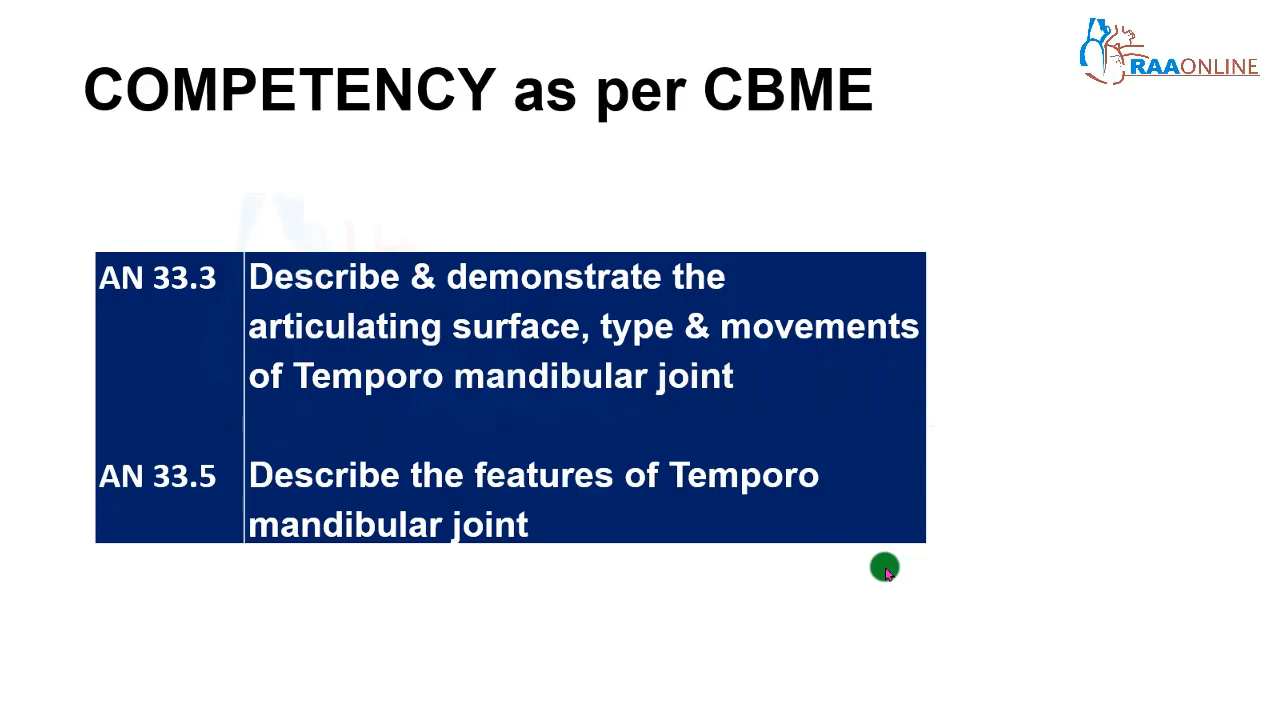 RAAONLINE
COMPETENCY as per CBME
AN 33.3 Describe & demonstrate the
articulating surface, type & movements
of Temporo mandibular joint
AN 33.5 Describe the features of Temporo
mandibular joint